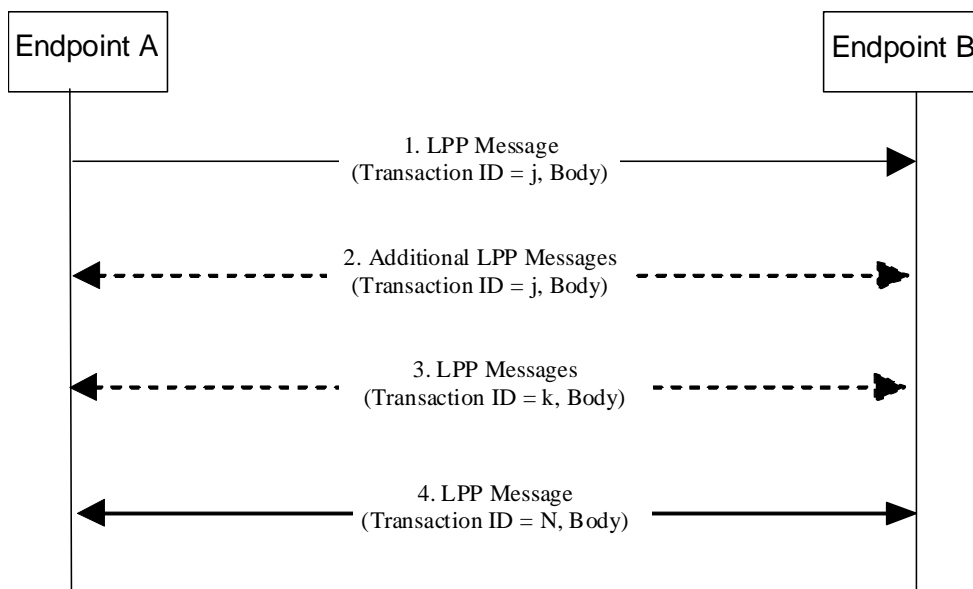 Endpoint A
Endpoint B
1. LPP Message
(Transaction ID = j, Body)
2. Additional LPP Messages
(Transaction ID = j, Body)
3. LPP Messages
(Transaction ID = k, Body)
4. LPP Message
(Transaction ID = N, Body)